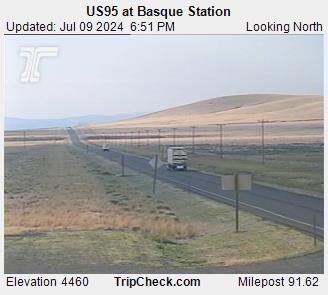 US95 at Basque Station
Updated: Jul 09 2024 6:51 PM Looking North
Elevation 4460 TripCheck.com Milepost 91.62